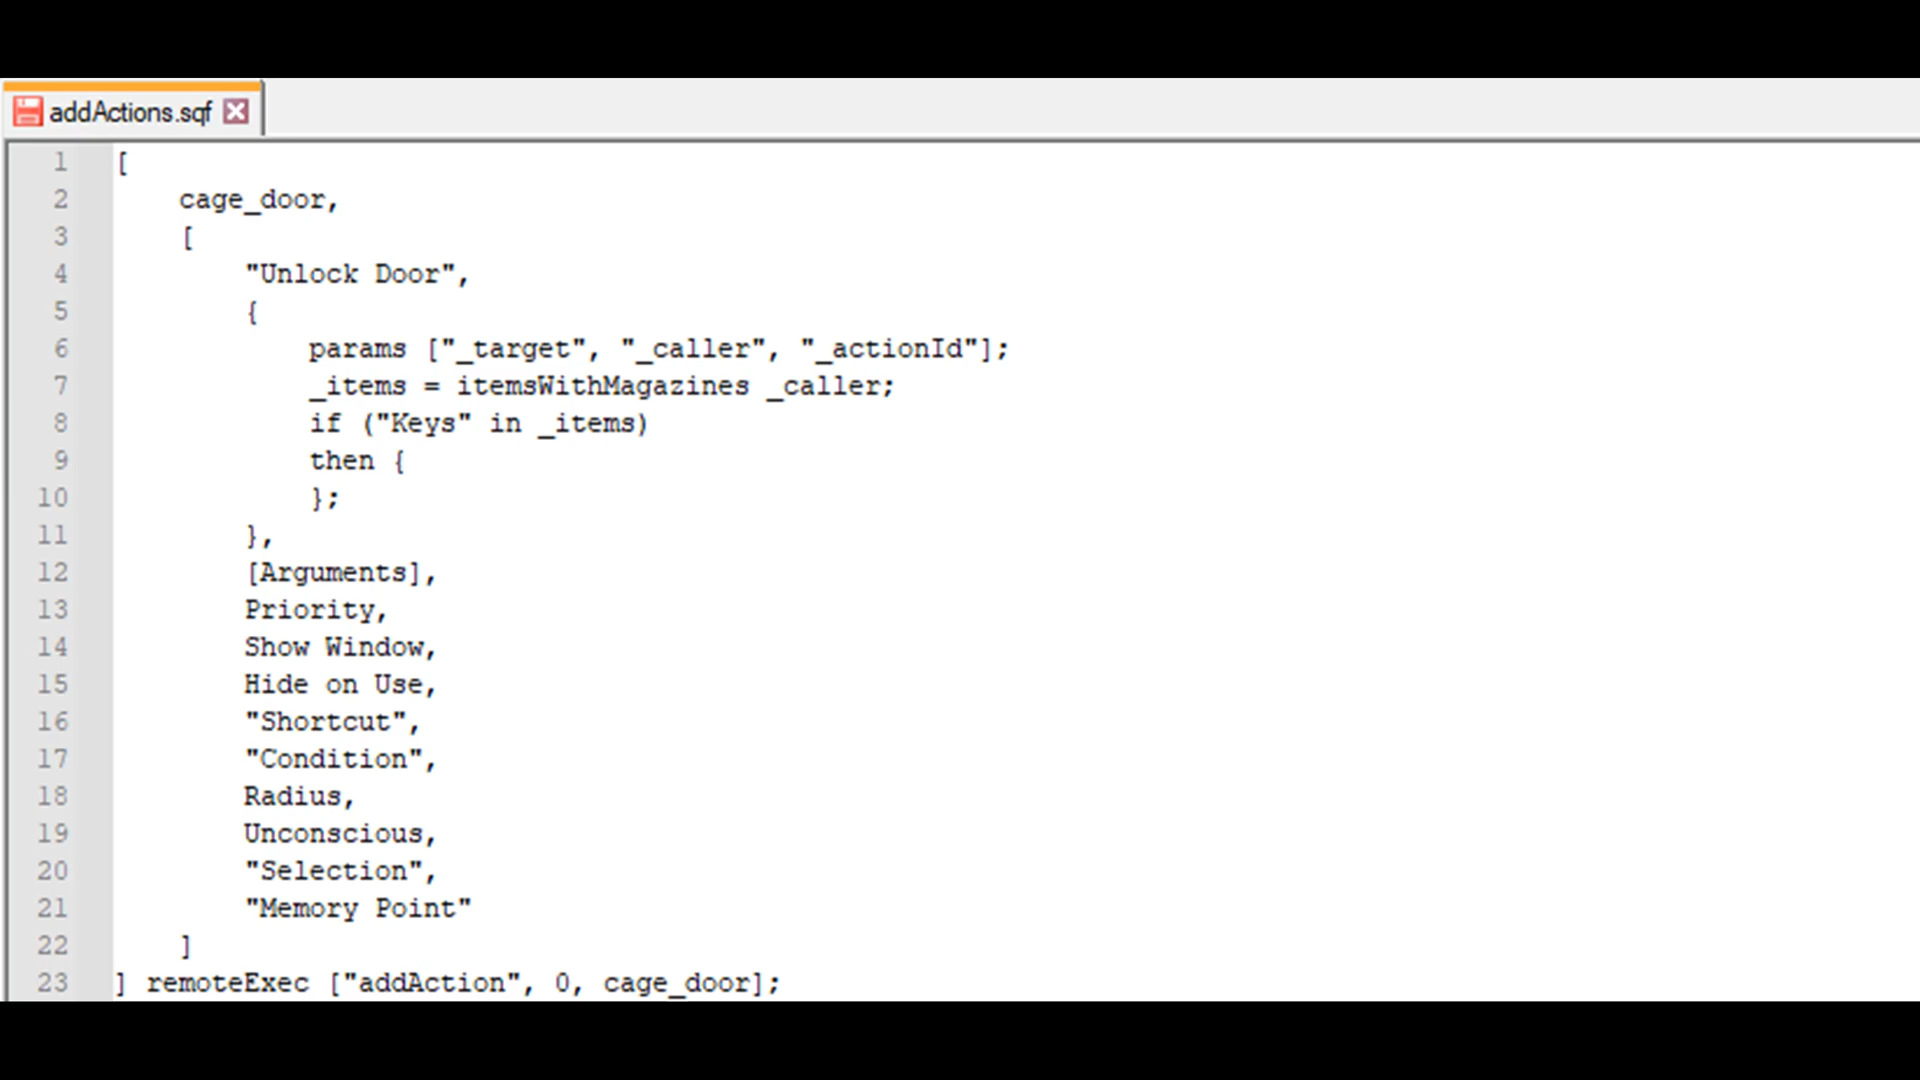 addActions.sqf
1 [
2 cage_door,
3 [
4 "Unlock Door",
5 {
6 params ["_target", "_caller", "_actionId"];
7 _items = itemsWithMagazines _caller;
8 if ("Keys" in _items)
9 then {
10 };
11 },
12 [Arguments],
13 Priority,
14 Show Window,
15 Hide on Use,
16 "Shortcut",
17 "Condition",
18 Radius,
19 Unconscious,
20 "Selection",
21 "Memory Point"
22 ]
23 ] remoteExec ["addAction", 0, cage_door];